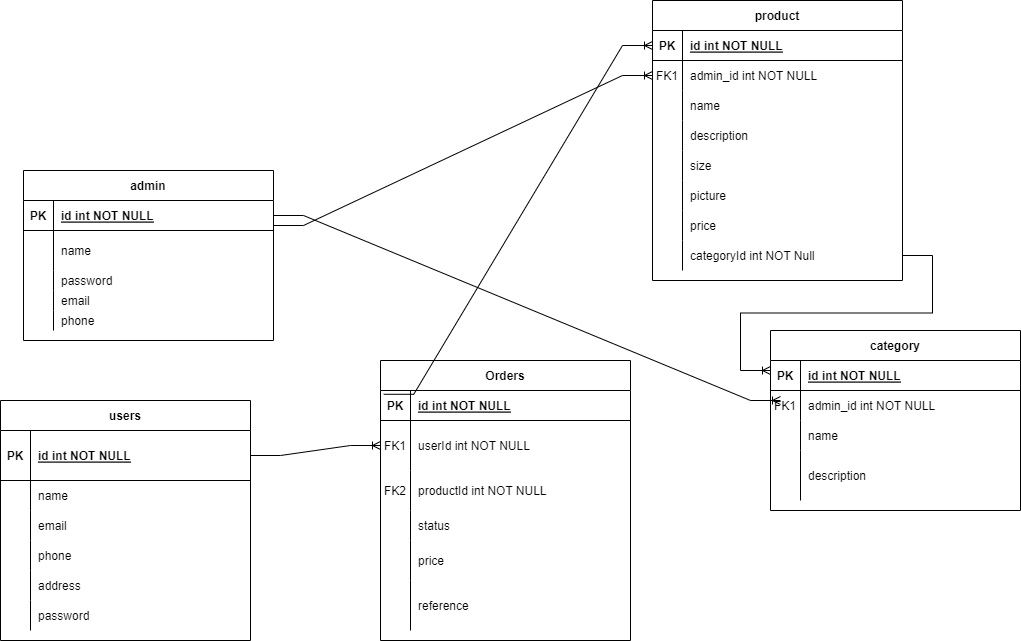 product
PK id int NOT NULL
FK1 admin_id int NOT NULL
name
description
size
picture
price
categoryId int NOT Null
admin
PK id int NOT NULL
name
password
email
phone
category
PK id int NOT NULL
FK1 admin_id int NOT NULL
name
description
Orders
PK id int NOT NULL
FK1 userId int NOT NULL
FK2 productId int NOT NULL
status
price
reference
users
PK id int NOT NULL
name
email
phone
address
password